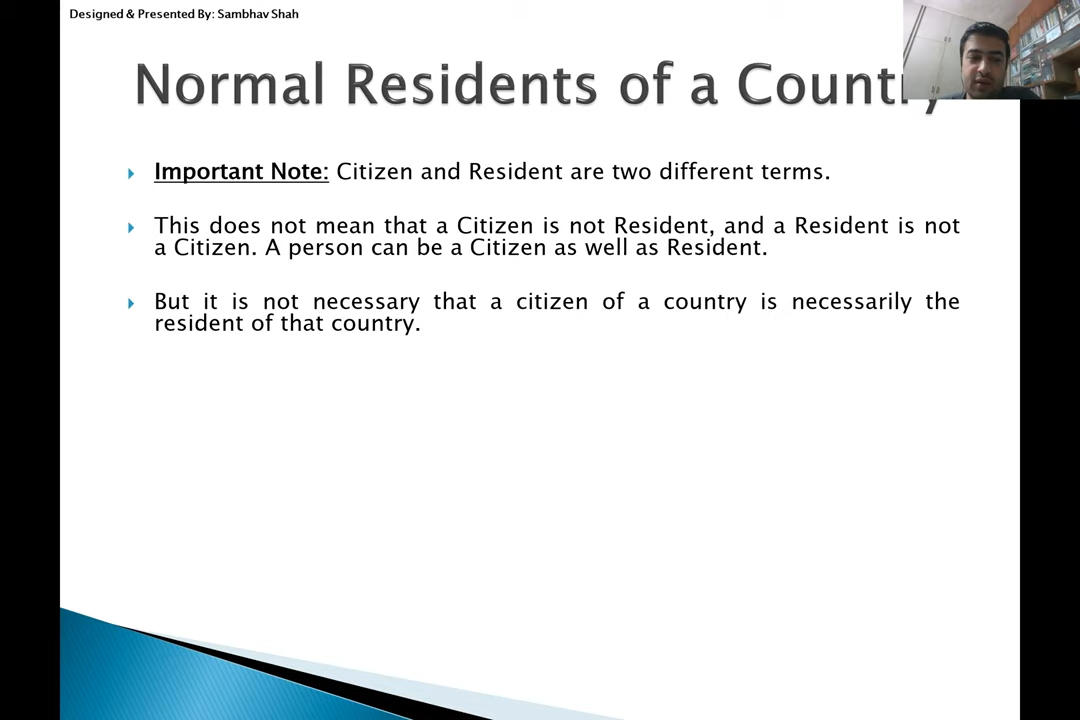 Designed & Presented By: Sambhav Shah
Normal Residents of a Country
Important Note: Citizen and Resident are two different terms.
This does not mean that a Citizen is not Resident, and a Resident is not
a Citizen. A person can be a Citizen as well as Resident.
But it is not necessary that a citizen of a country is necessarily the
resident of that country.